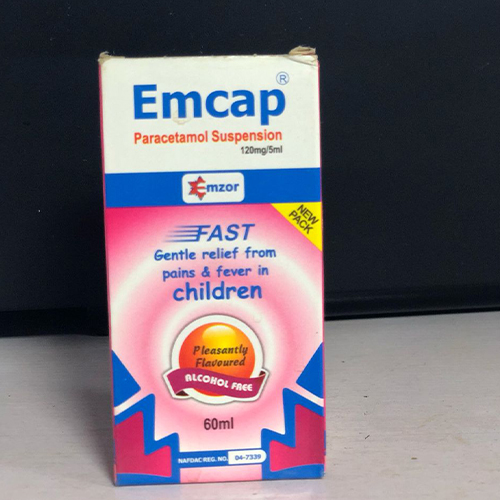 Emcap®
Paracetamol Suspension
120mg/5ml
Emzor
NEW
PACK
FAST
Gentle relief from
pains & fever in
children
Pleasantly
Flavoured
ALCOHOL FREE
60ml
NAFDAC REG. NO. 04-7339